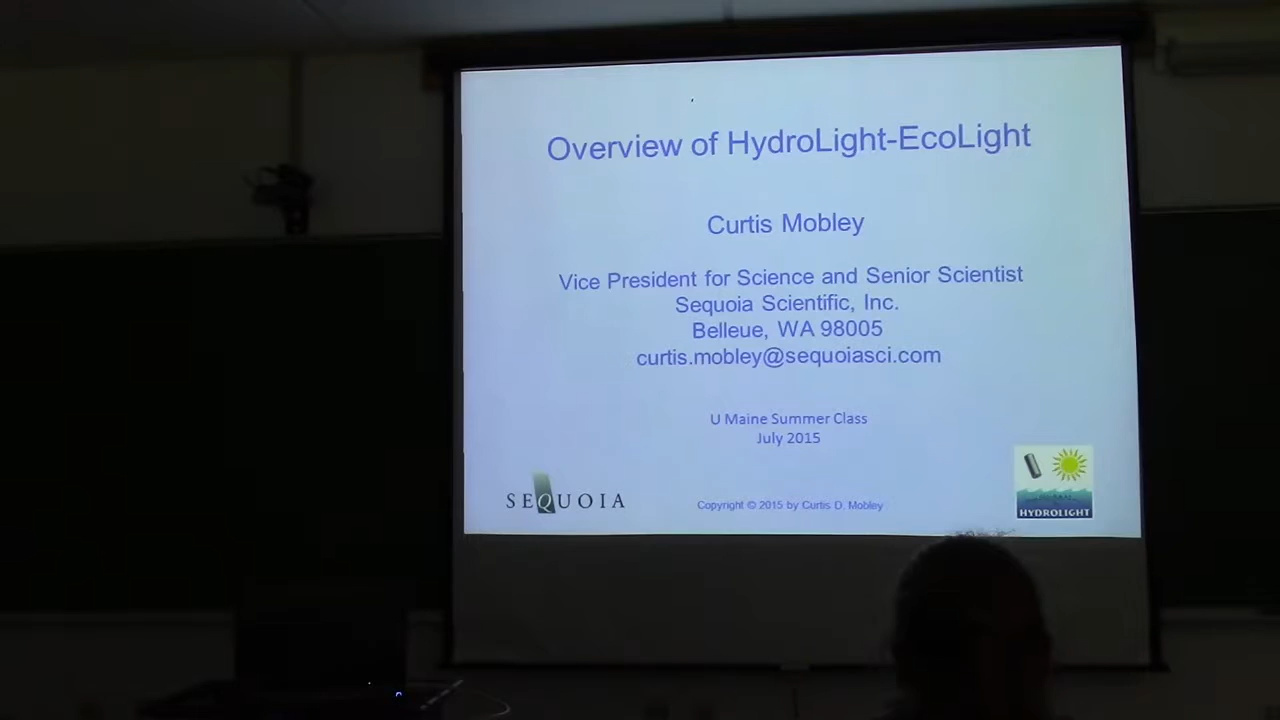 Overview of HydroLight-EcoLight
Curtis Mobley
Vice President for Science and Senior Scientist
Sequoia Scientific, Inc.
Belleue, WA 98005
curtis.mobley@sequoiasci.com
U Maine Summer Class
July 2015
SEQUOIA
Copyright © 2015 by Curtis D. Mobley
HYDROLIGHT